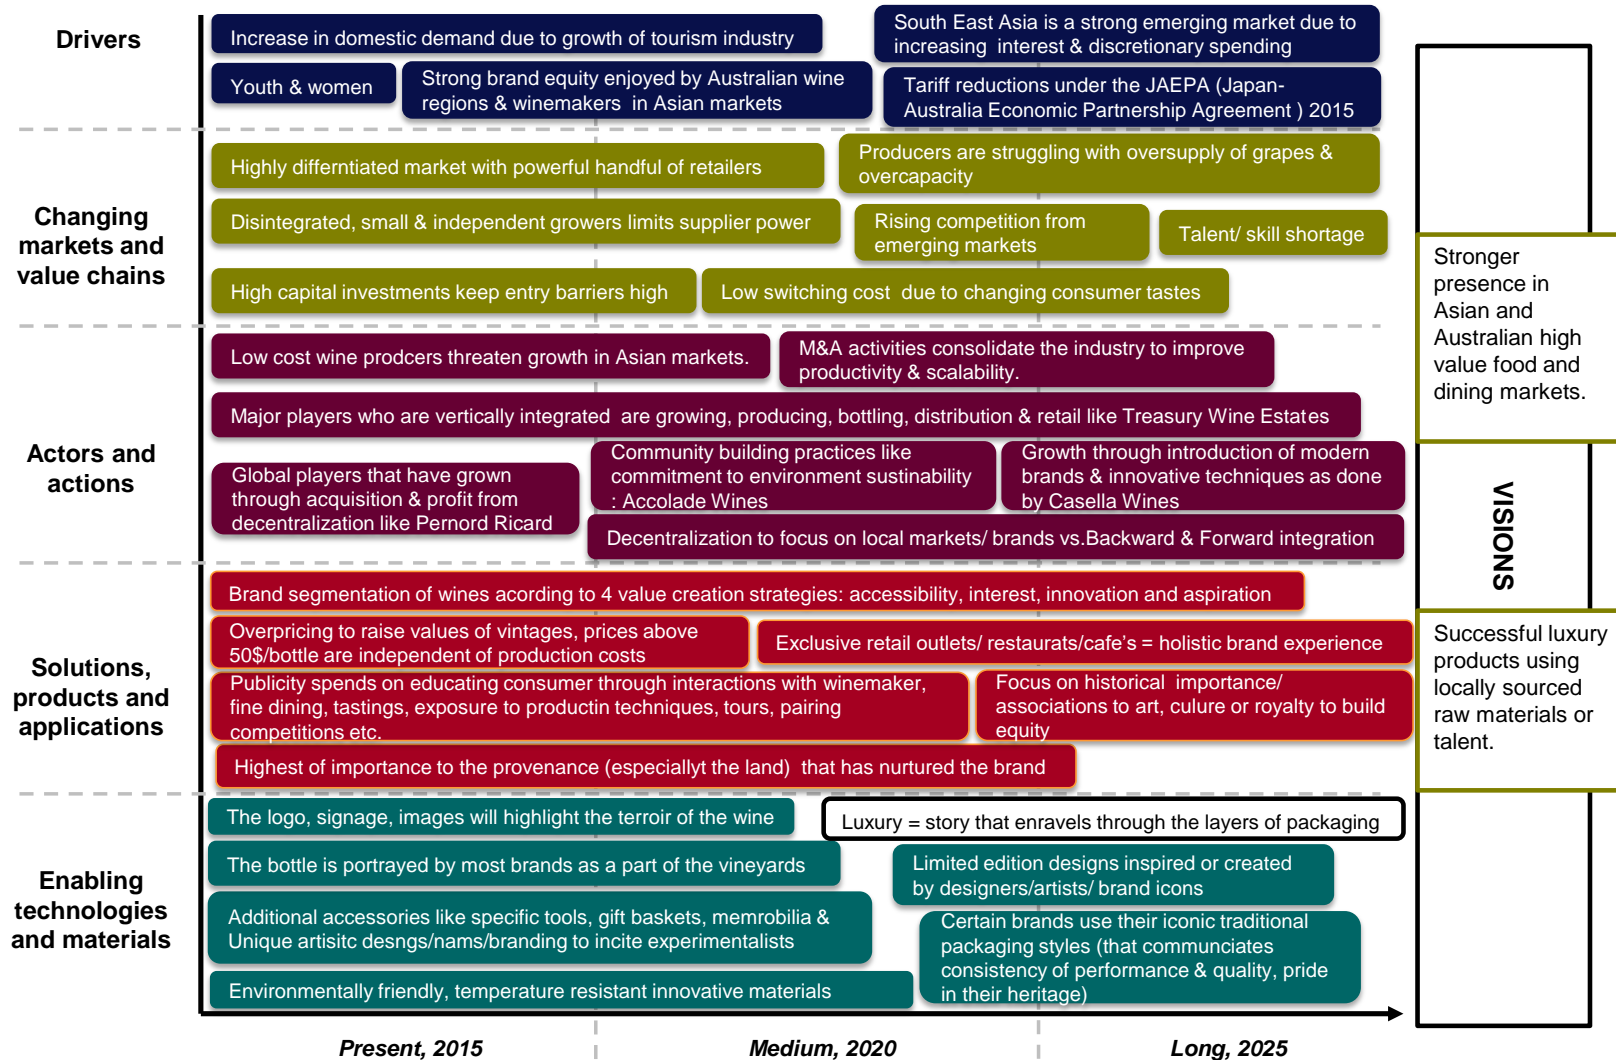 Drivers
Increase in domestic demand due to growth of tourism industry
South East Asia is a strong emerging market due to
increasing interest & discretionary spending
Youth & women
Strong brand equity enjoyed by Australian wine
regions & winemakers in Asian markets
Tariff reductions under the JAEPA (Japan-
Australia Economic Partnership Agreement ) 2015
Changing
markets and
value chains
Highly differntiated market with powerful handful of retailers
Producers are struggling with oversupply of grapes &
overcapacity
Disintegrated, small & independent growers limits supplier power
Rising competition from
emerging markets
Talent/ skill shortage
High capital investments keep entry barriers high
Low switching cost due to changing consumer tastes
Actors and
actions
Low cost wine prodcers threaten growth in Asian markets.
M&A activities consolidate the industry to improve
productivity & scalability.
Major players who are vertically integrated are growing, producing, bottling, distribution & retail like Treasury Wine Estates
Global players that have grown
through acquisition & profit from
decentralization like Pernord Ricard
Community building practices like
commitment to environment sustinability
: Accolade Wines
Growth through introduction of modern
brands & innovative techniques as done
by Casella Wines
Decentralization to focus on local markets/ brands vs.Backward & Forward integration
Solutions,
products and
applications
Brand segmentation of wines acording to 4 value creation strategies: accessibility, interest, innovation and aspiration
Overpricing to raise values of vintages, prices above
50$/bottle are independent of production costs
Exclusive retail outlets/ restaurats/cafe's = holistic brand experience
Publicity spends on educating consumer through interactions with winemaker,
fine dining, tastings, exposure to productin techniques, tours, pairing
competitions etc.
Focus on historical importance/
associations to art, culure or royalty to build
equity
Highest of importance to the provenance (especiallyt the land) that has nurtured the brand
Enabling
technologies
and materials
The logo, signage, images will highlight the terroir of the wine
Luxury = story that enravels through the layers of packaging
The bottle is portrayed by most brands as a part of the vineyards
Limited edition designs inspired or created
by designers/artists/ brand icons
Additional accessories like specific tools, gift baskets, memrobilia &
Unique artisitc desngs/nams/branding to incite experimentalists
Certain brands use their iconic traditional
packaging styles (that communciates
consistency of performance & quality, pride
in their heritage)
Environmentally friendly, temperature resistant innovative materials
Present, 2015
Medium, 2020
Long, 2025
Stronger
presence in
Asian and
Australian high
value food and
dining markets.
VISIONS
Successful luxury
products using
locally sourced
raw materials or
talent.